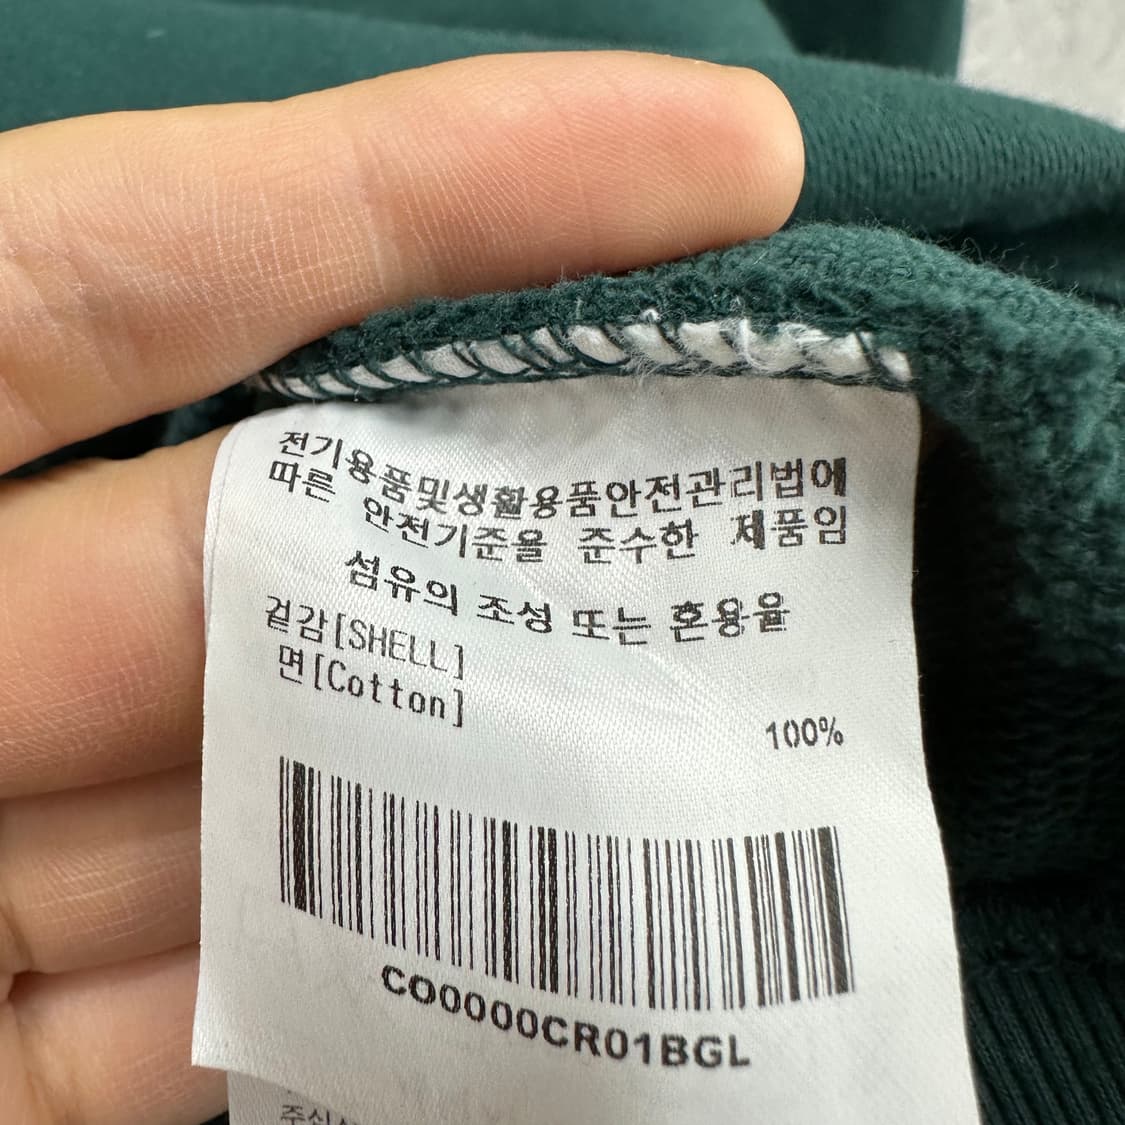 전기용품및생활용품안전관리법에
따른 안전기준을 준수한 제품임
섬유의 조성 또는 혼용율
겉감[SHELL]
면[Cotton]
100%
CO0000CR01BGL